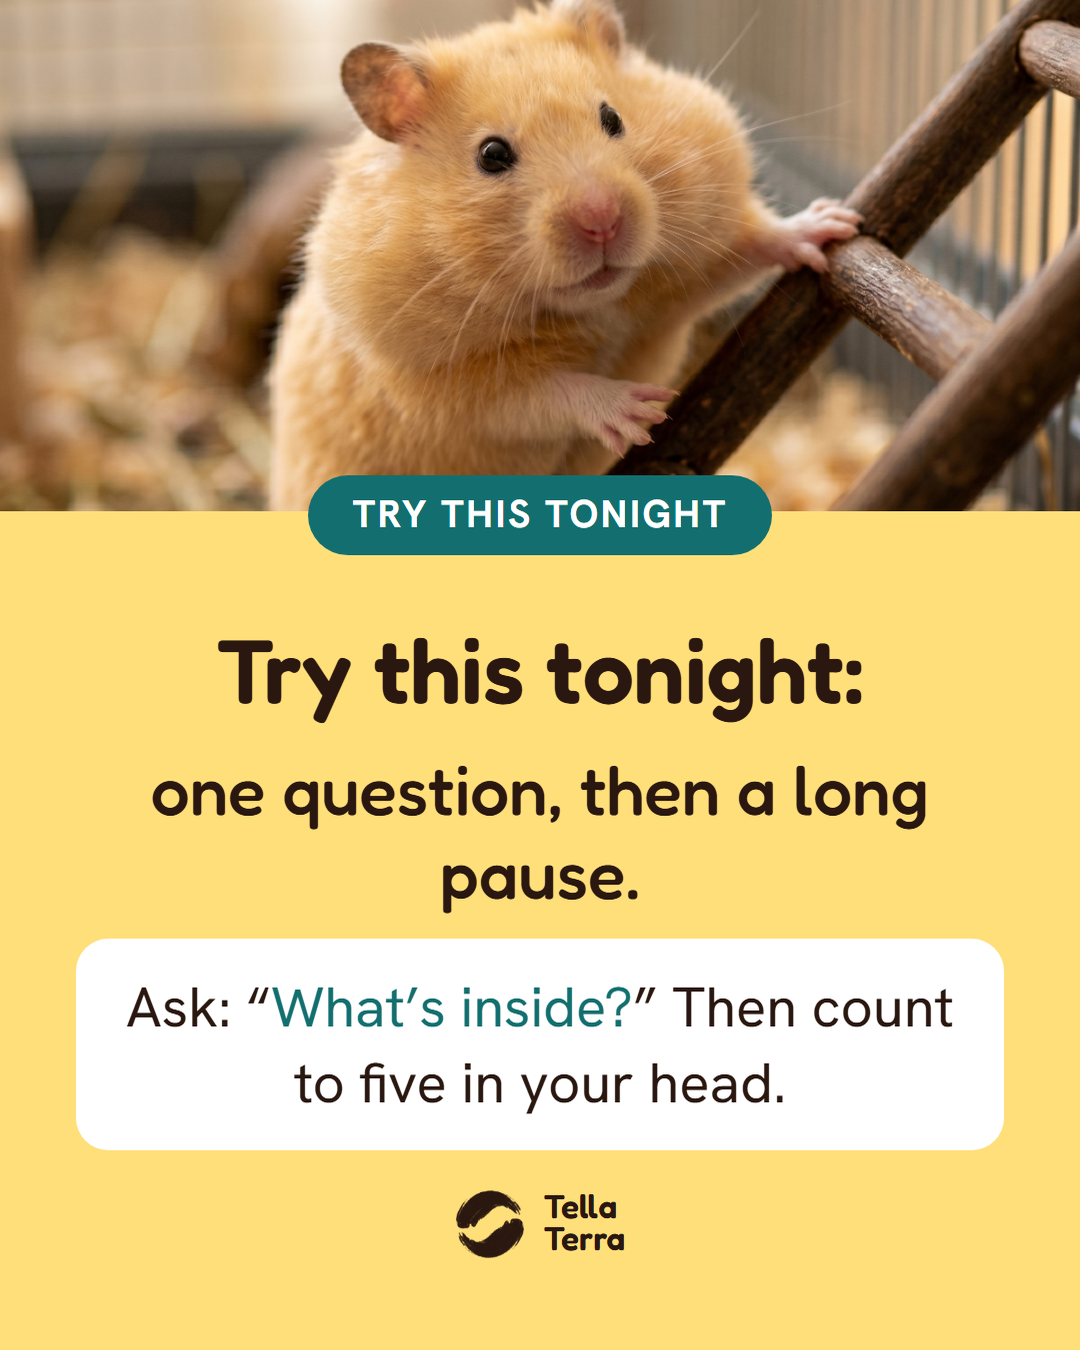 TRY THIS TONIGHT
Try this tonight:
one question, then a long
pause.
Ask: “What’s inside?” Then count
to five in your head.
Tella
Terra